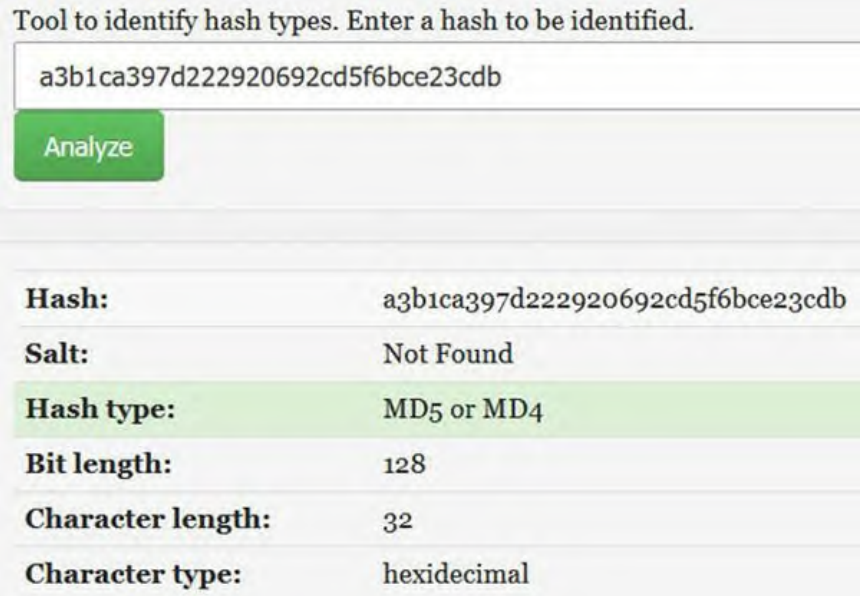 Tool to identify hash types. Enter a hash to be identified.
a3b1ca397d222920692cd5f6bce23cdb
Analyze
Hash: a3b1ca397d222920692cd5f6bce23cdb
Salt: Not Found
Hash type: MD5 or MD4
Bit length: 128
Character length: 32
Character type: hexidecimal